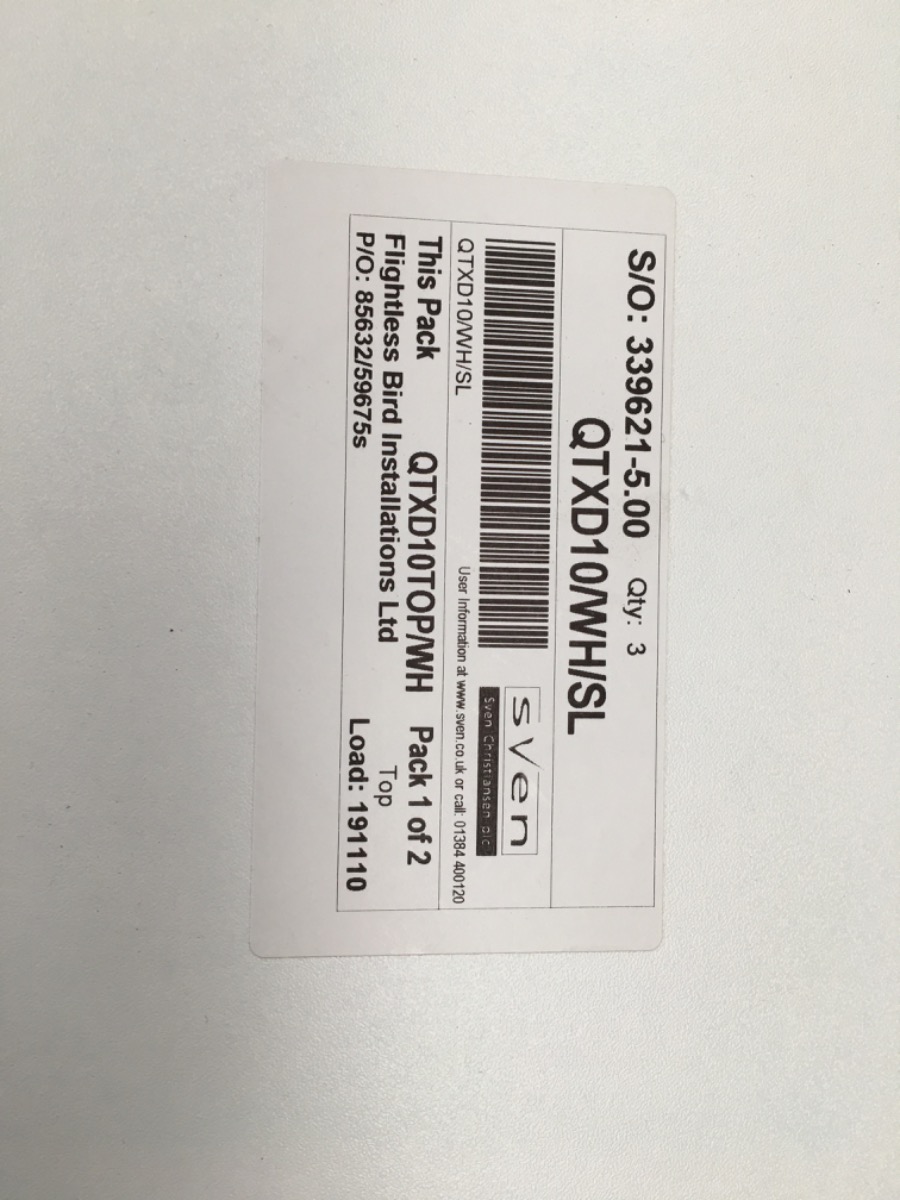 S/O: 339621-5.00 Qty: 3
QTXD10/WH/SL
sven
Sven Christiansen plc
QTXD10/WH/SL
User Information at www.sven.co.uk or call: 01384 400120
This Pack QTXD10TOP/WH Pack 1 of 2
Flightless Bird Installations Ltd Top
P/O: 85632/59675s Load: 191110